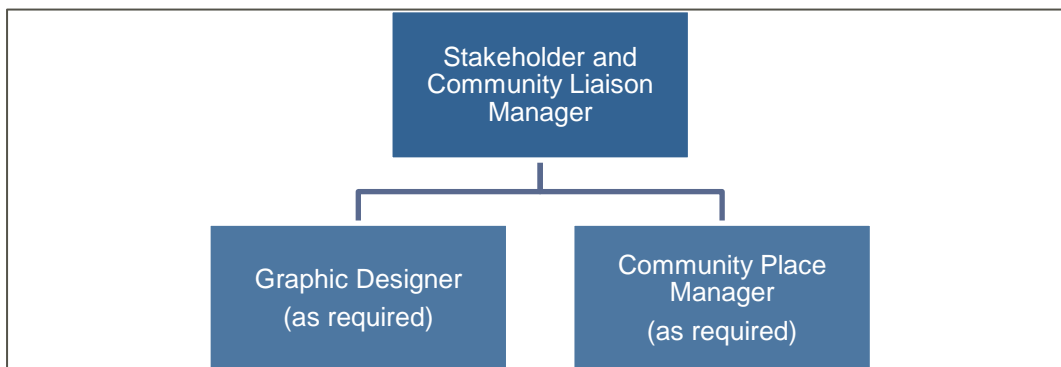 Stakeholder and
Community Liaison
Manager
Graphic Designer
(as required)
Community Place
Manager
(as required)